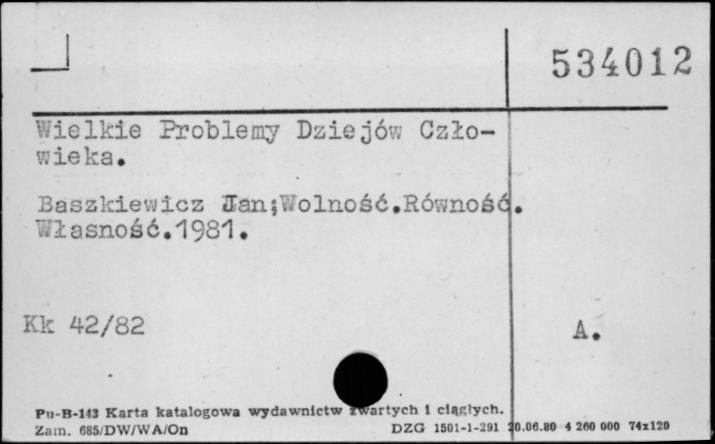 534012
Wielkie Problemy Dziejów Czło-
wieka.
Baszkiewicz Jan;Wolność.Równość.
Własność.1981.
Kk 42/82
A.
Pu-B-143 Karta katalogowa wydawnictw zwartych i ciągłych.
Zam. 685/DW/WA/On DZG 1501-1-291 20.06.80 4 260 000 74x120